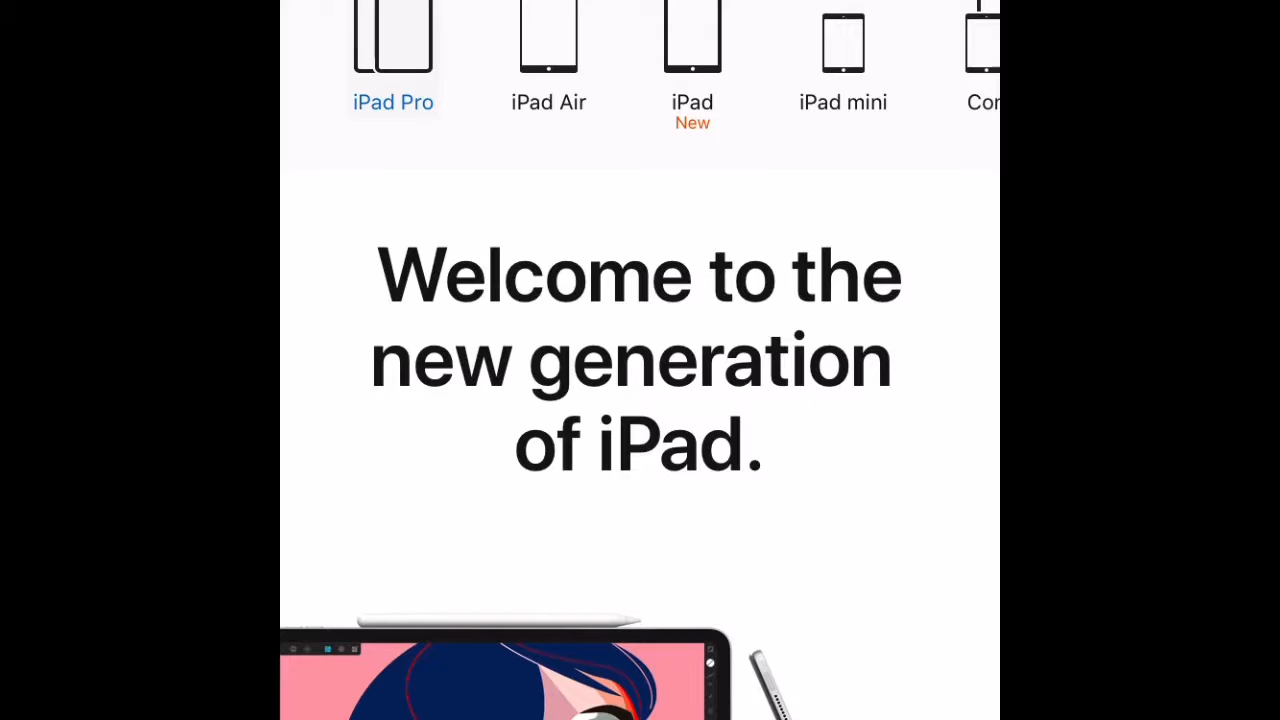 iPad Pro iPad Air iPad iPad mini
New
Welcome to the
new generation
of iPad.